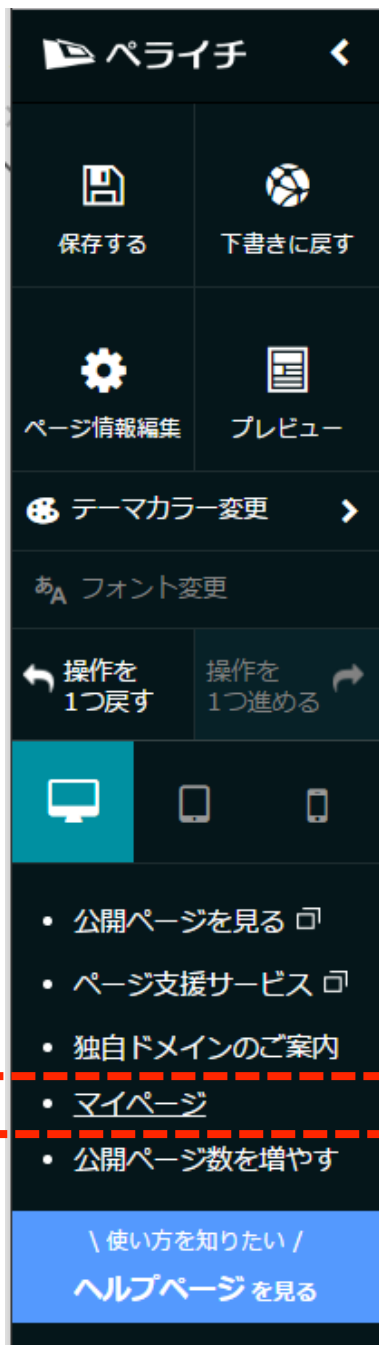 ペライチ
保存する
下書きに戻す
ページ情報編集
プレビュー
テーマカラー変更
あA フォント変更
操作を
1つ戻す
操作を
1つ進める
• 公開ページを見る
• ページ支援サービス
• 独自ドメインのご案内
• マイページ
• 公開ページ数を増やす
\ 使い方を知りたい /
ヘルプページ を見る